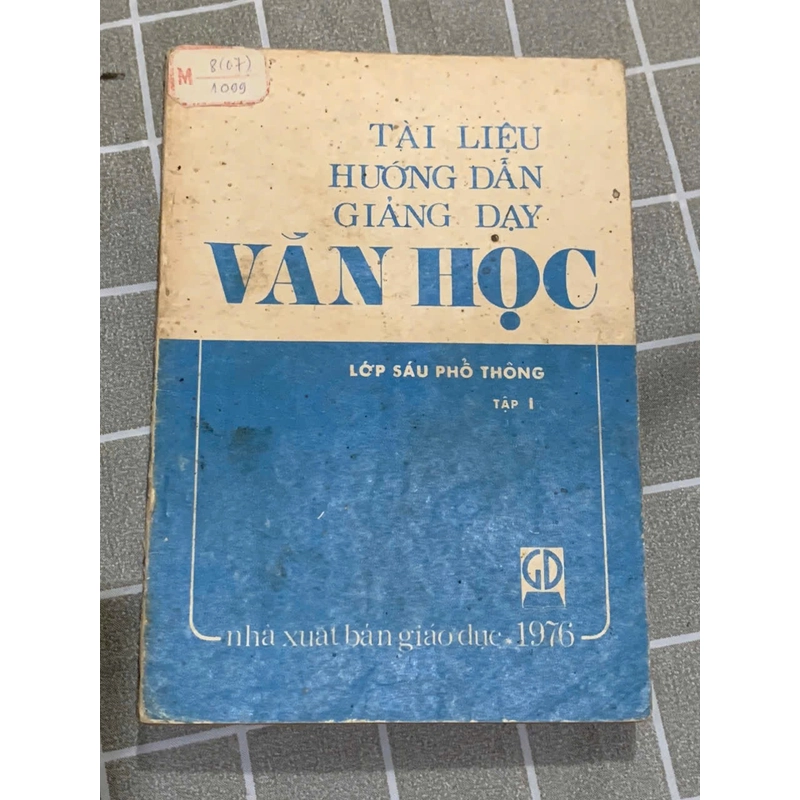 M 8(07)
1099
TÀI LIỆU
HƯỚNG DẪN
GIẢNG DẠY
VĂN HỌC
LỚP SÁU PHỔ THÔNG
TẬP I
GD
nhà xuất bản giáo dục . 1976